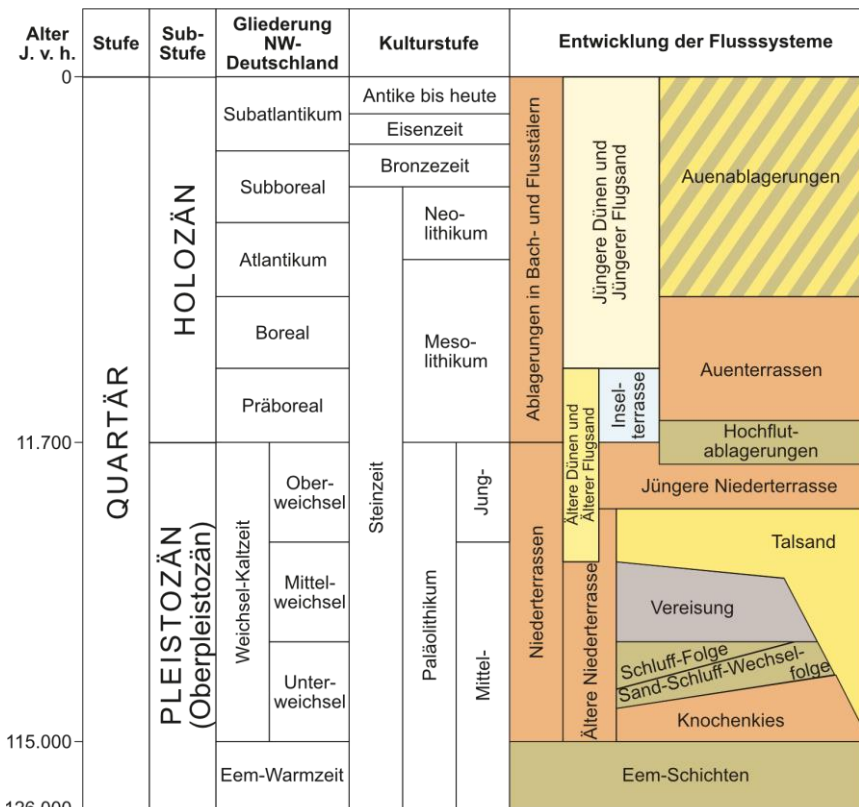 Alter
J. v. h.
Stufe
Sub-
Stufe
Gliederung
NW-
Deutschland
Kulturstufe
Entwicklung der Flusssysteme
0
11.700
115.000
126.000
QUARTÄR
HOLOZÄN
PLEISTOZÄN
(Oberpleistozän)
Subatlantikum
Subboreal
Atlantikum
Boreal
Präboreal
Weichsel-Kaltzeit
Ober-
weichsel
Mittel-
weichsel
Unter-
weichsel
Eem-Warmzeit
Antike bis heute
Eisenzeit
Bronzezeit
Steinzeit
Neo-
lithikum
Meso-
lithikum
Paläolithikum
Jung-
Mittel-
Ablagerungen in Bach- und Flusstälern
Niederterrassen
Jüngere Dünen und
Jüngerer Flugsand
Ältere Dünen und
Älterer Flugsand
Insel-
terrasse
Ältere Niederterrasse
Auenablagerungen
Auenterrassen
Hochflut-
ablagerungen
Jüngere Niederterrasse
Talsand
Vereisung
Schluff-Folge
Sand-Schluff-Wechsel-
folge
Knochenkies
Eem-Schichten